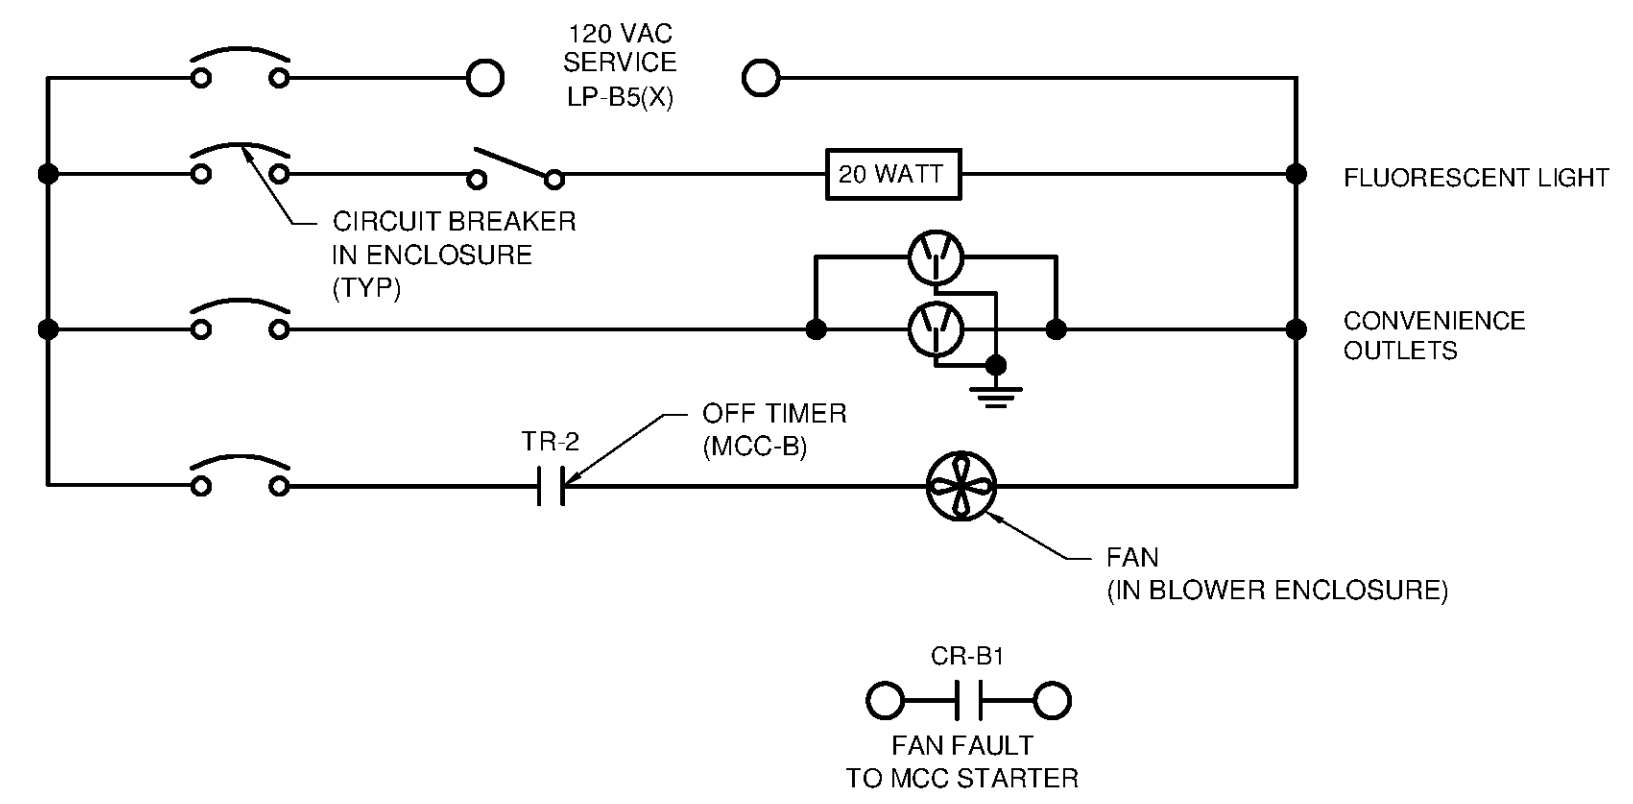 120 VAC
SERVICE
LP-B5(X)
20 WATT
FLUORESCENT LIGHT
CIRCUIT BREAKER
IN ENCLOSURE
(TYP)
CONVENIENCE
OUTLETS
OFF TIMER
(MCC-B)
TR-2
FAN
(IN BLOWER ENCLOSURE)
CR-B1
FAN FAULT
TO MCC STARTER